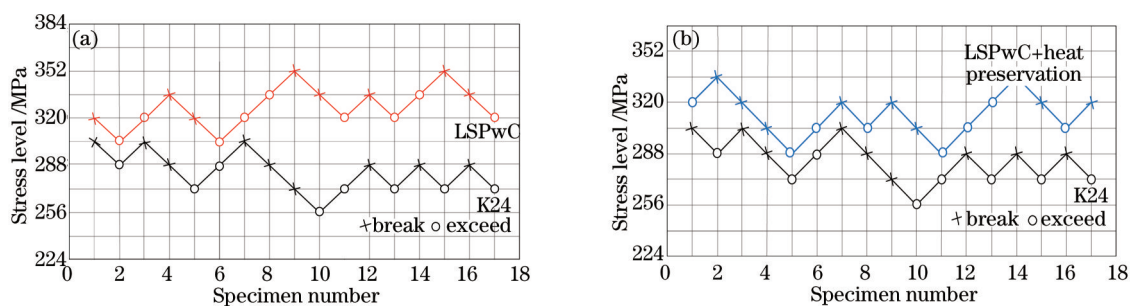 (a)
Stress level /MPa
384
352
320
288
256
224
LSPwC
K24
break exceed
0 2 4 6 8 10 12 14 16 18
Specimen number
(b)
Stress level /MPa
352
320
288
256
224
LSPwC+heat
preservation
K24
break exceed
0 2 4 6 8 10 12 14 16 18
Specimen number